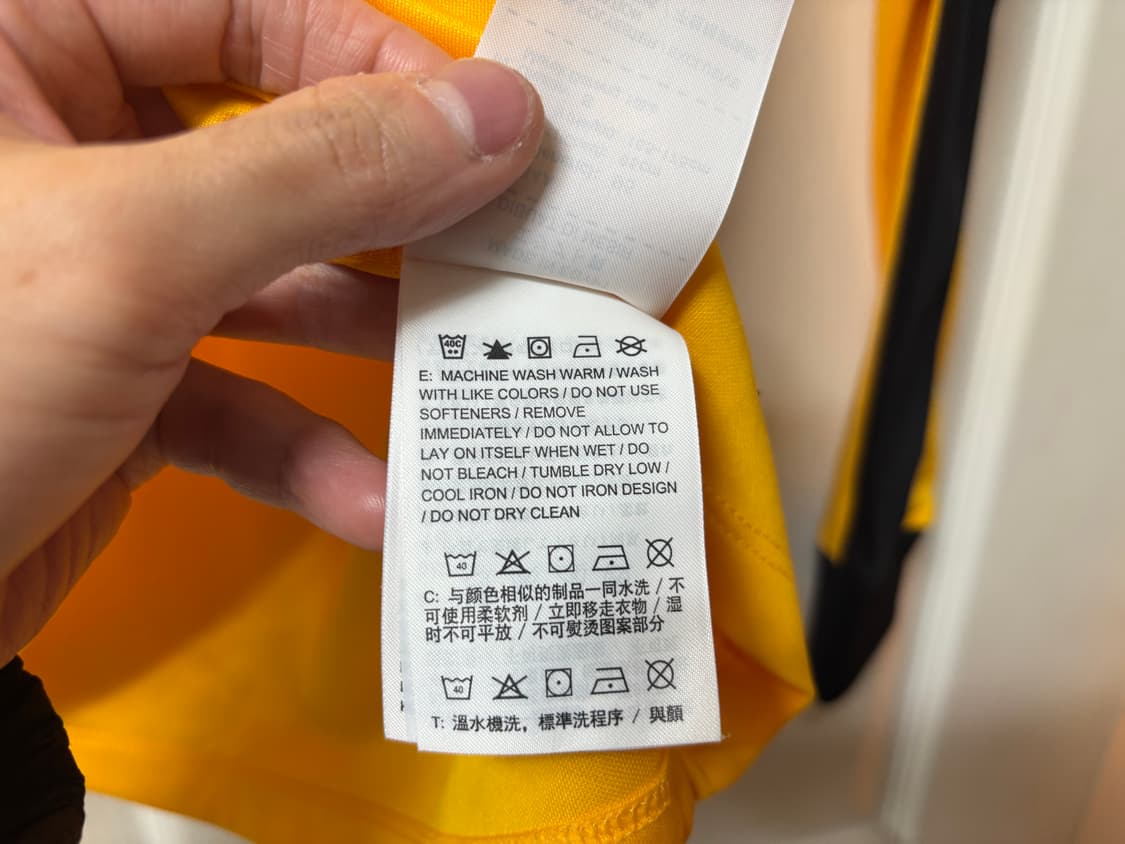 40C
E: MACHINE WASH WARM / WASH
WITH LIKE COLORS / DO NOT USE
SOFTENERS / REMOVE
IMMEDIATELY / DO NOT ALLOW TO
LAY ON ITSELF WHEN WET / DO
NOT BLEACH / TUMBLE DRY LOW /
COOL IRON / DO NOT IRON DESIGN
/ DO NOT DRY CLEAN
40
C: 与颜色相似的制品一同水洗 / 不
可使用柔软剂 / 立即移走衣物 / 湿
时不可平放 / 不可熨烫图案部分
40
T: 溫水機洗，標準洗程序 / 與顏